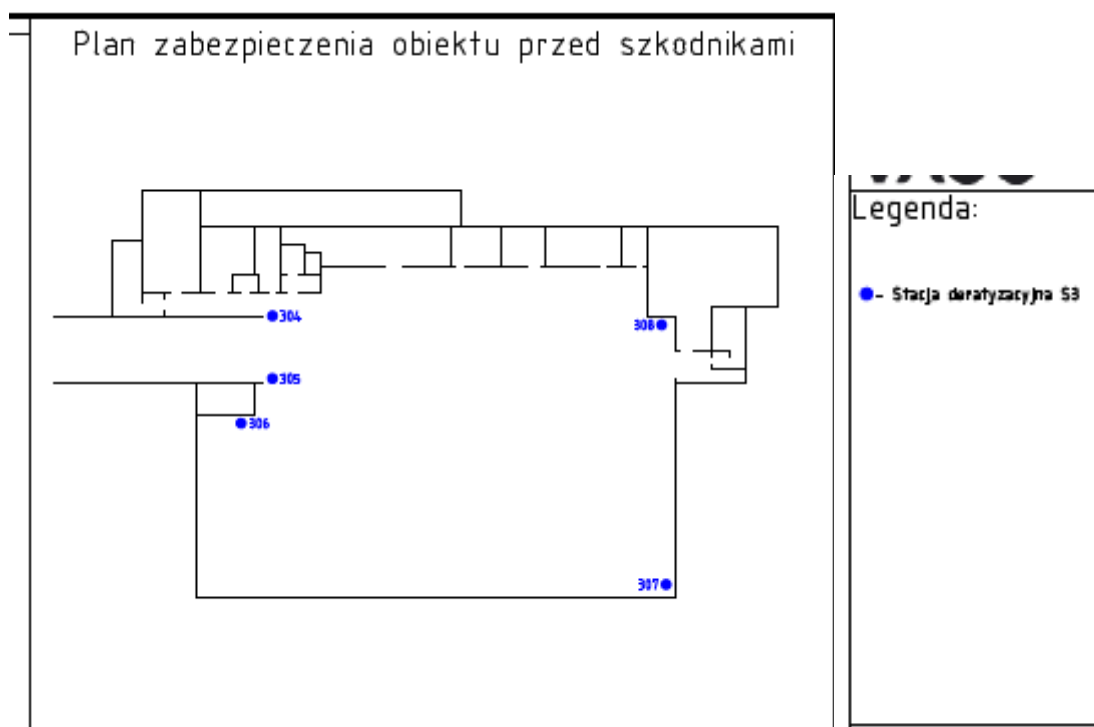 Plan zabezpieczenia obiektu przed szkodnikami
Legenda:
- Stacja deratyzacyjna S3
304
308
305
306
307